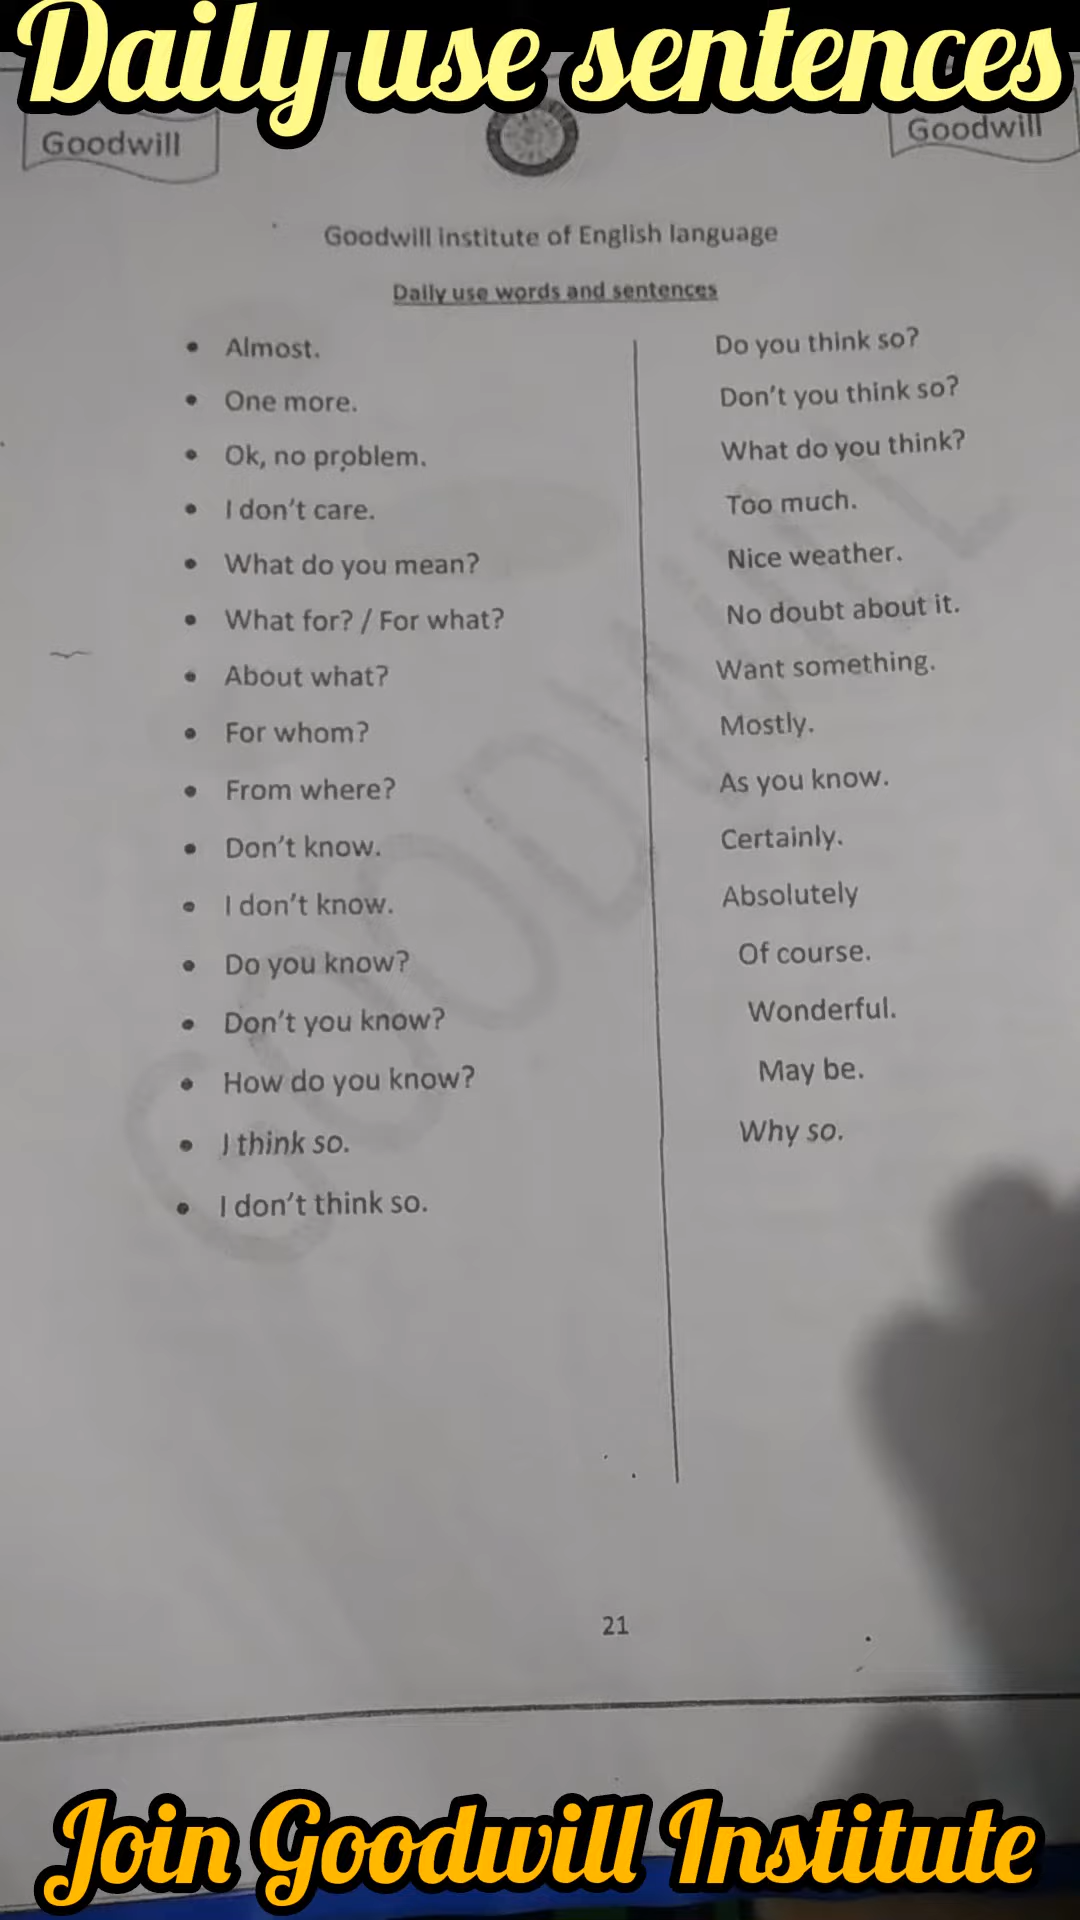 Daily use sentences
Goodwill
Goodwill
Goodwill institute of English language
Daily use words and sentences
• Almost.
• One more.
• Ok, no problem.
• I don't care.
• What do you mean?
• What for? / For what?
• About what?
• For whom?
• From where?
• Don't know.
• I don't know.
• Do you know?
• Don't you know?
• How do you know?
• I think so.
• I don't think so.
Do you think so?
Don't you think so?
What do you think?
Too much.
Nice weather.
No doubt about it.
Want something.
Mostly.
As you know.
Certainly.
Absolutely
Of course.
Wonderful.
May be.
Why so.
GOODWILL
21
Join Goodwill Institute